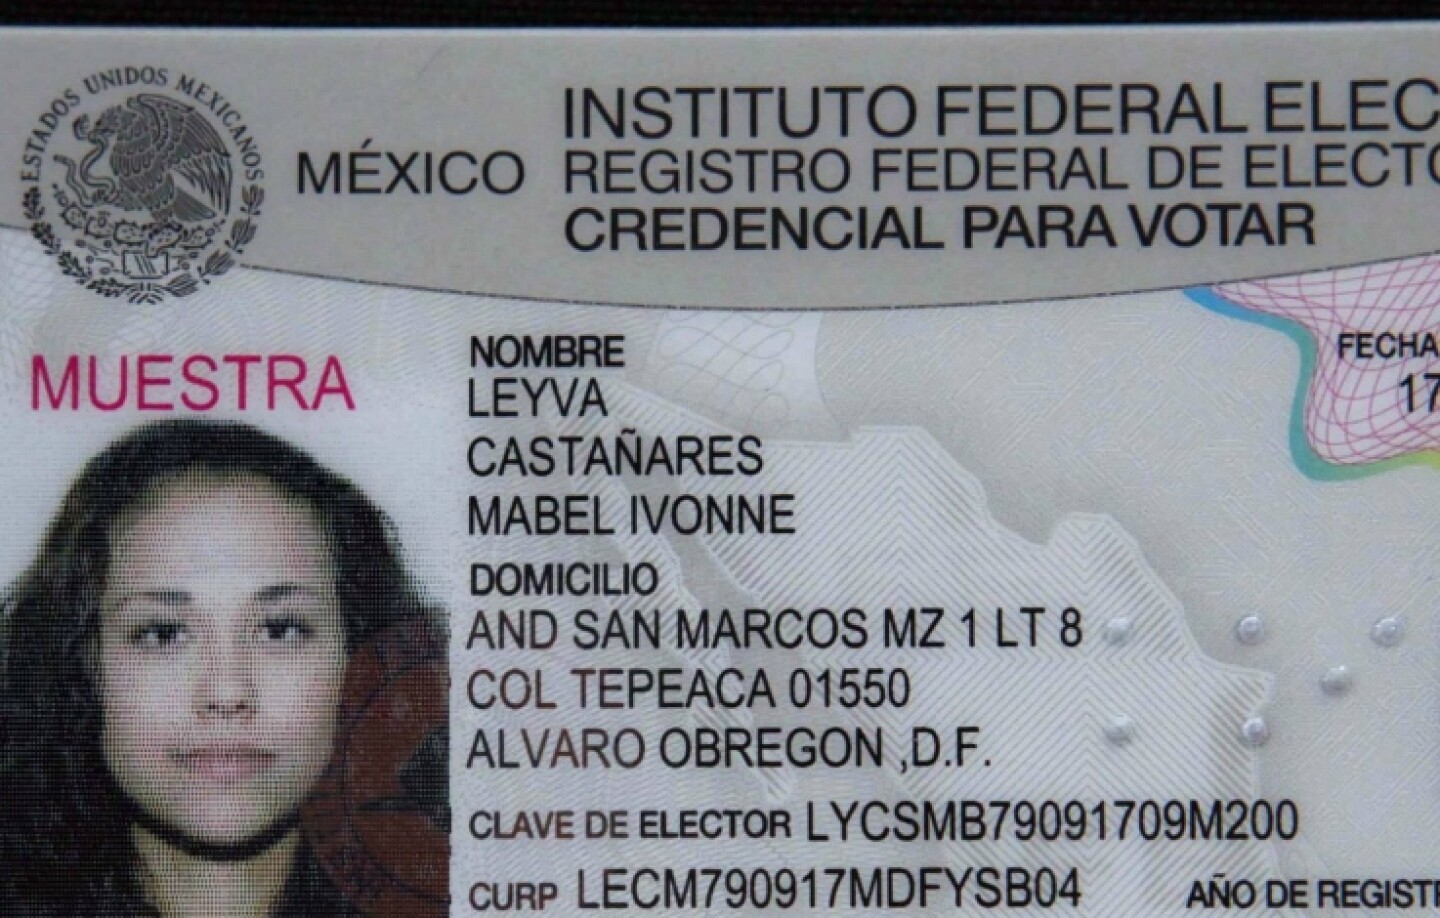 ESTADOS UNIDOS MEXICANOS
MÉXICO
INSTITUTO FEDERAL ELEC
REGISTRO FEDERAL DE ELECTO
CREDENCIAL PARA VOTAR
MUESTRA
NOMBRE
LEYVA
CASTAÑARES
MABEL IVONNE
FECHA
17
DOMICILIO
AND SAN MARCOS MZ 1 LT 8
COL TEPEACA 01550
ALVARO OBREGON ,D.F.
CLAVE DE ELECTOR LYCSMB79091709M200
CURP LECM790917MDFYSB04
AÑO DE REGISTR